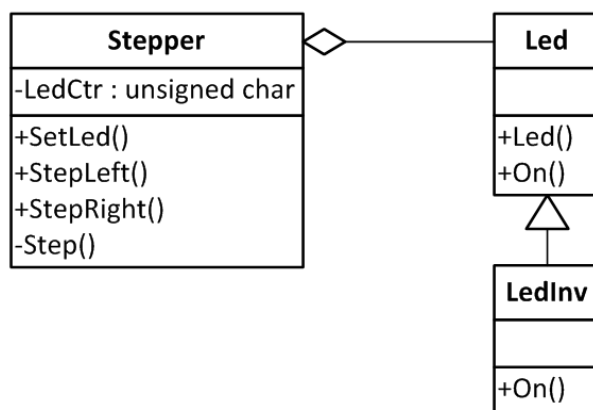 Stepper
-LedCtr : unsigned char
+SetLed()
+StepLeft()
+StepRight()
-Step()
Led
+Led()
+On()
LedInv
+On()